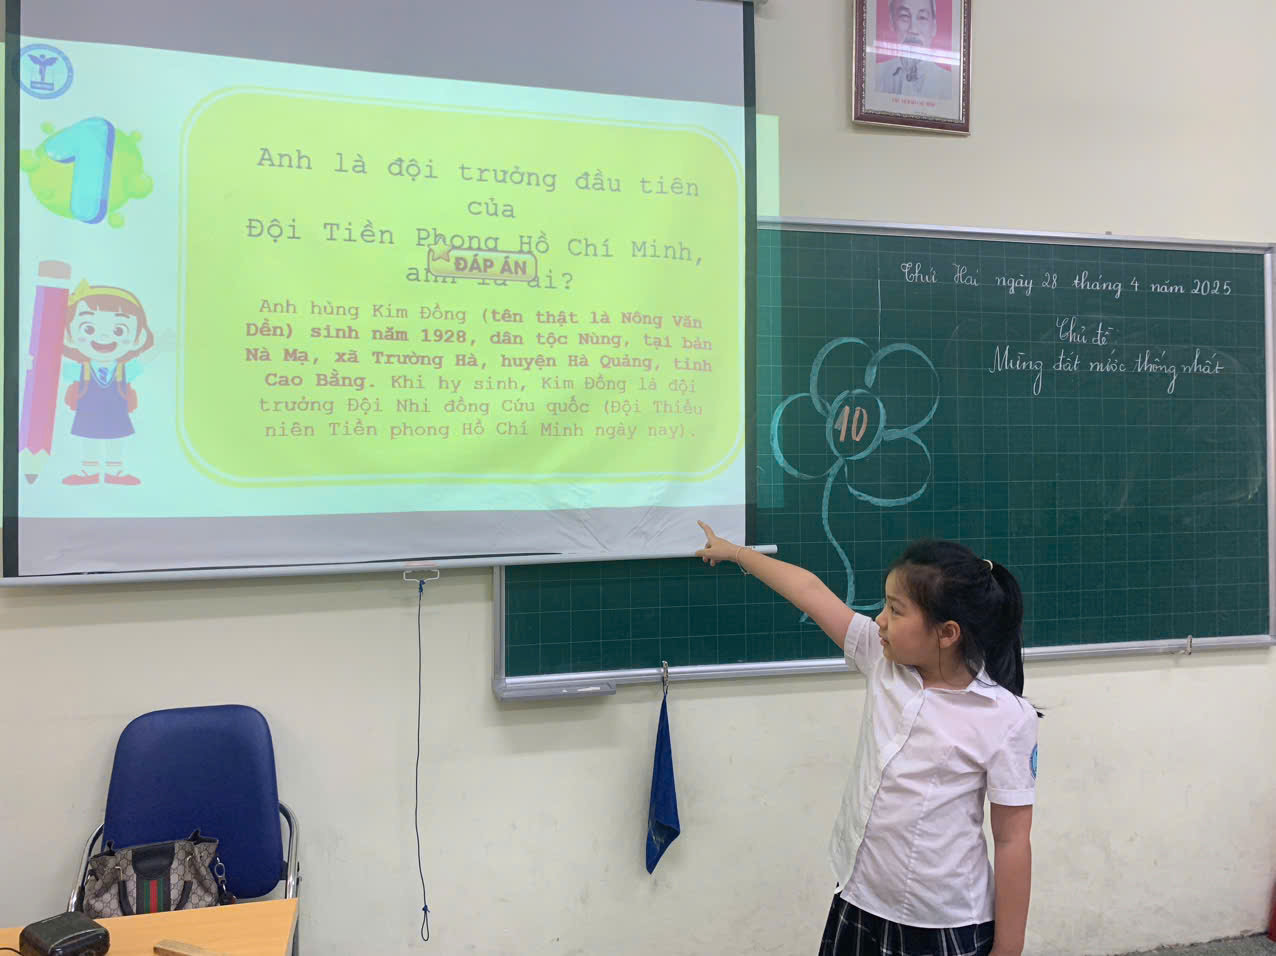 1
Anh là đội trưởng đầu tiên
của
Đội Tiền Phong Hồ Chí Minh,
anh là ai?
ĐÁP ÁN
Anh hùng Kim Đồng (tên thật là Nông Văn
Dền) sinh năm 1928, dân tộc Nùng, tại bản
Nà Mạ, xã Trường Hà, huyện Hà Quảng, tỉnh
Cao Bằng. Khi hy sinh, Kim Đồng là đội
trưởng Đội Nhi đồng Cứu quốc (Đội Thiếu
niên Tiền phong Hồ Chí Minh ngày nay).
Thứ Hai ngày 28 tháng 4 năm 2025
Chủ đề
Mừng đất nước thống nhất
10